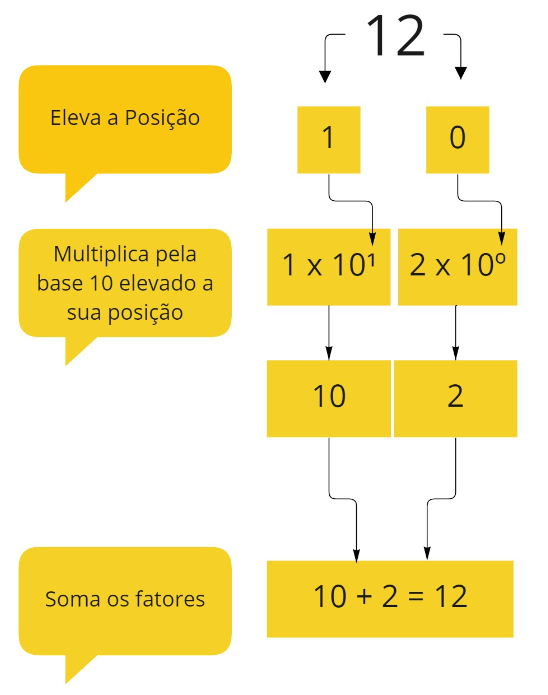 12
Eleva a Posição
1
0
Multiplica pela
base 10 elevado a
sua posição
1 x 10¹
2 x 10º
10
2
Soma os fatores
10 + 2 = 12